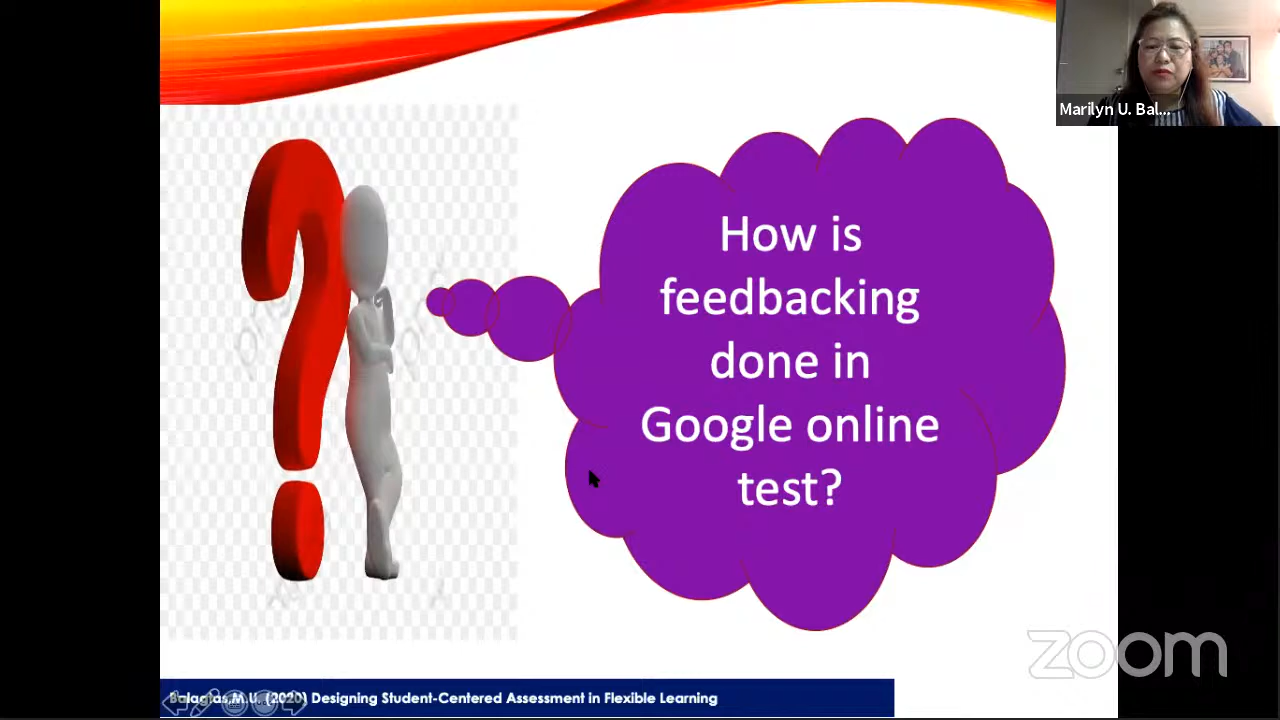 Marilyn U. Bal...
How is
feedbacking
done in
Google online
test?
zoom
Balagtas,M.U. (2020) Designing Student-Centered Assessment in Flexible Learning